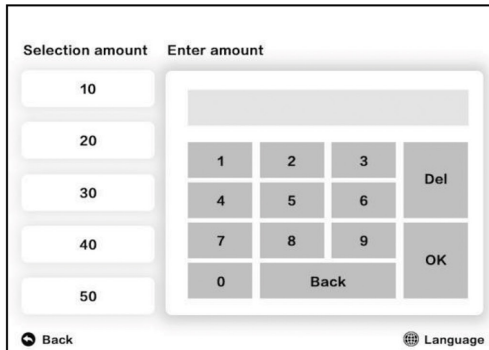 Selection amount
Enter amount
10
20
30
40
50
1 2 3 Del
4 5 6
7 8 9 OK
0 Back
Back
Language